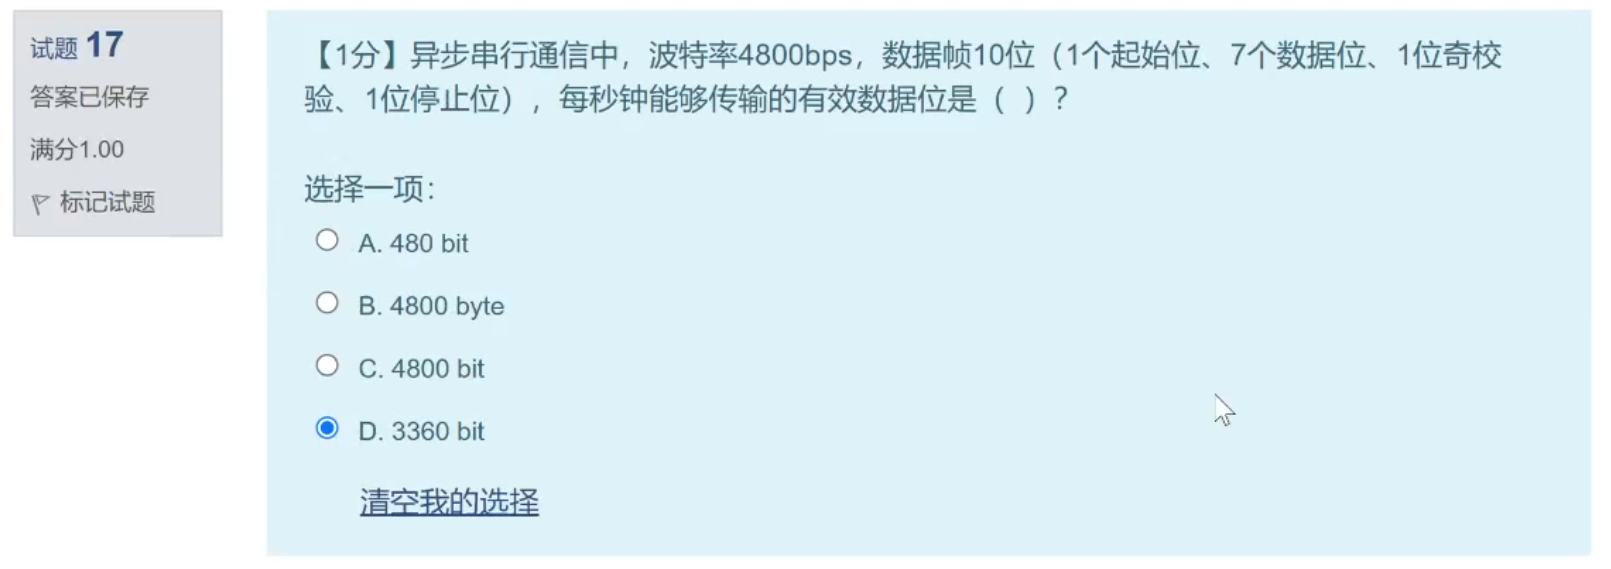 试题 17
答案已保存
满分1.00
标记试题
【1分】异步串行通信中，波特率4800bps，数据帧10位（1个起始位、7个数据位、1位奇校
验、1位停止位），每秒钟能够传输的有效数据位是（ ）？
选择一项：
A. 480 bit
B. 4800 byte
C. 4800 bit
D. 3360 bit
清空我的选择